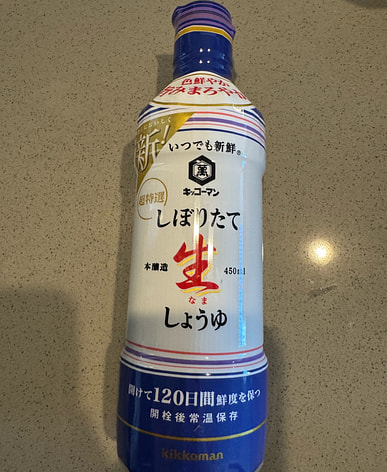 色鮮やか
いつでも新鮮®
新!
萬
キッコーマン
超特選
しぼりたて
本醸造
生
450ml
なま
しょうゆ
開けて120日間鮮度を保つ
開栓後常温保存
kikkoman